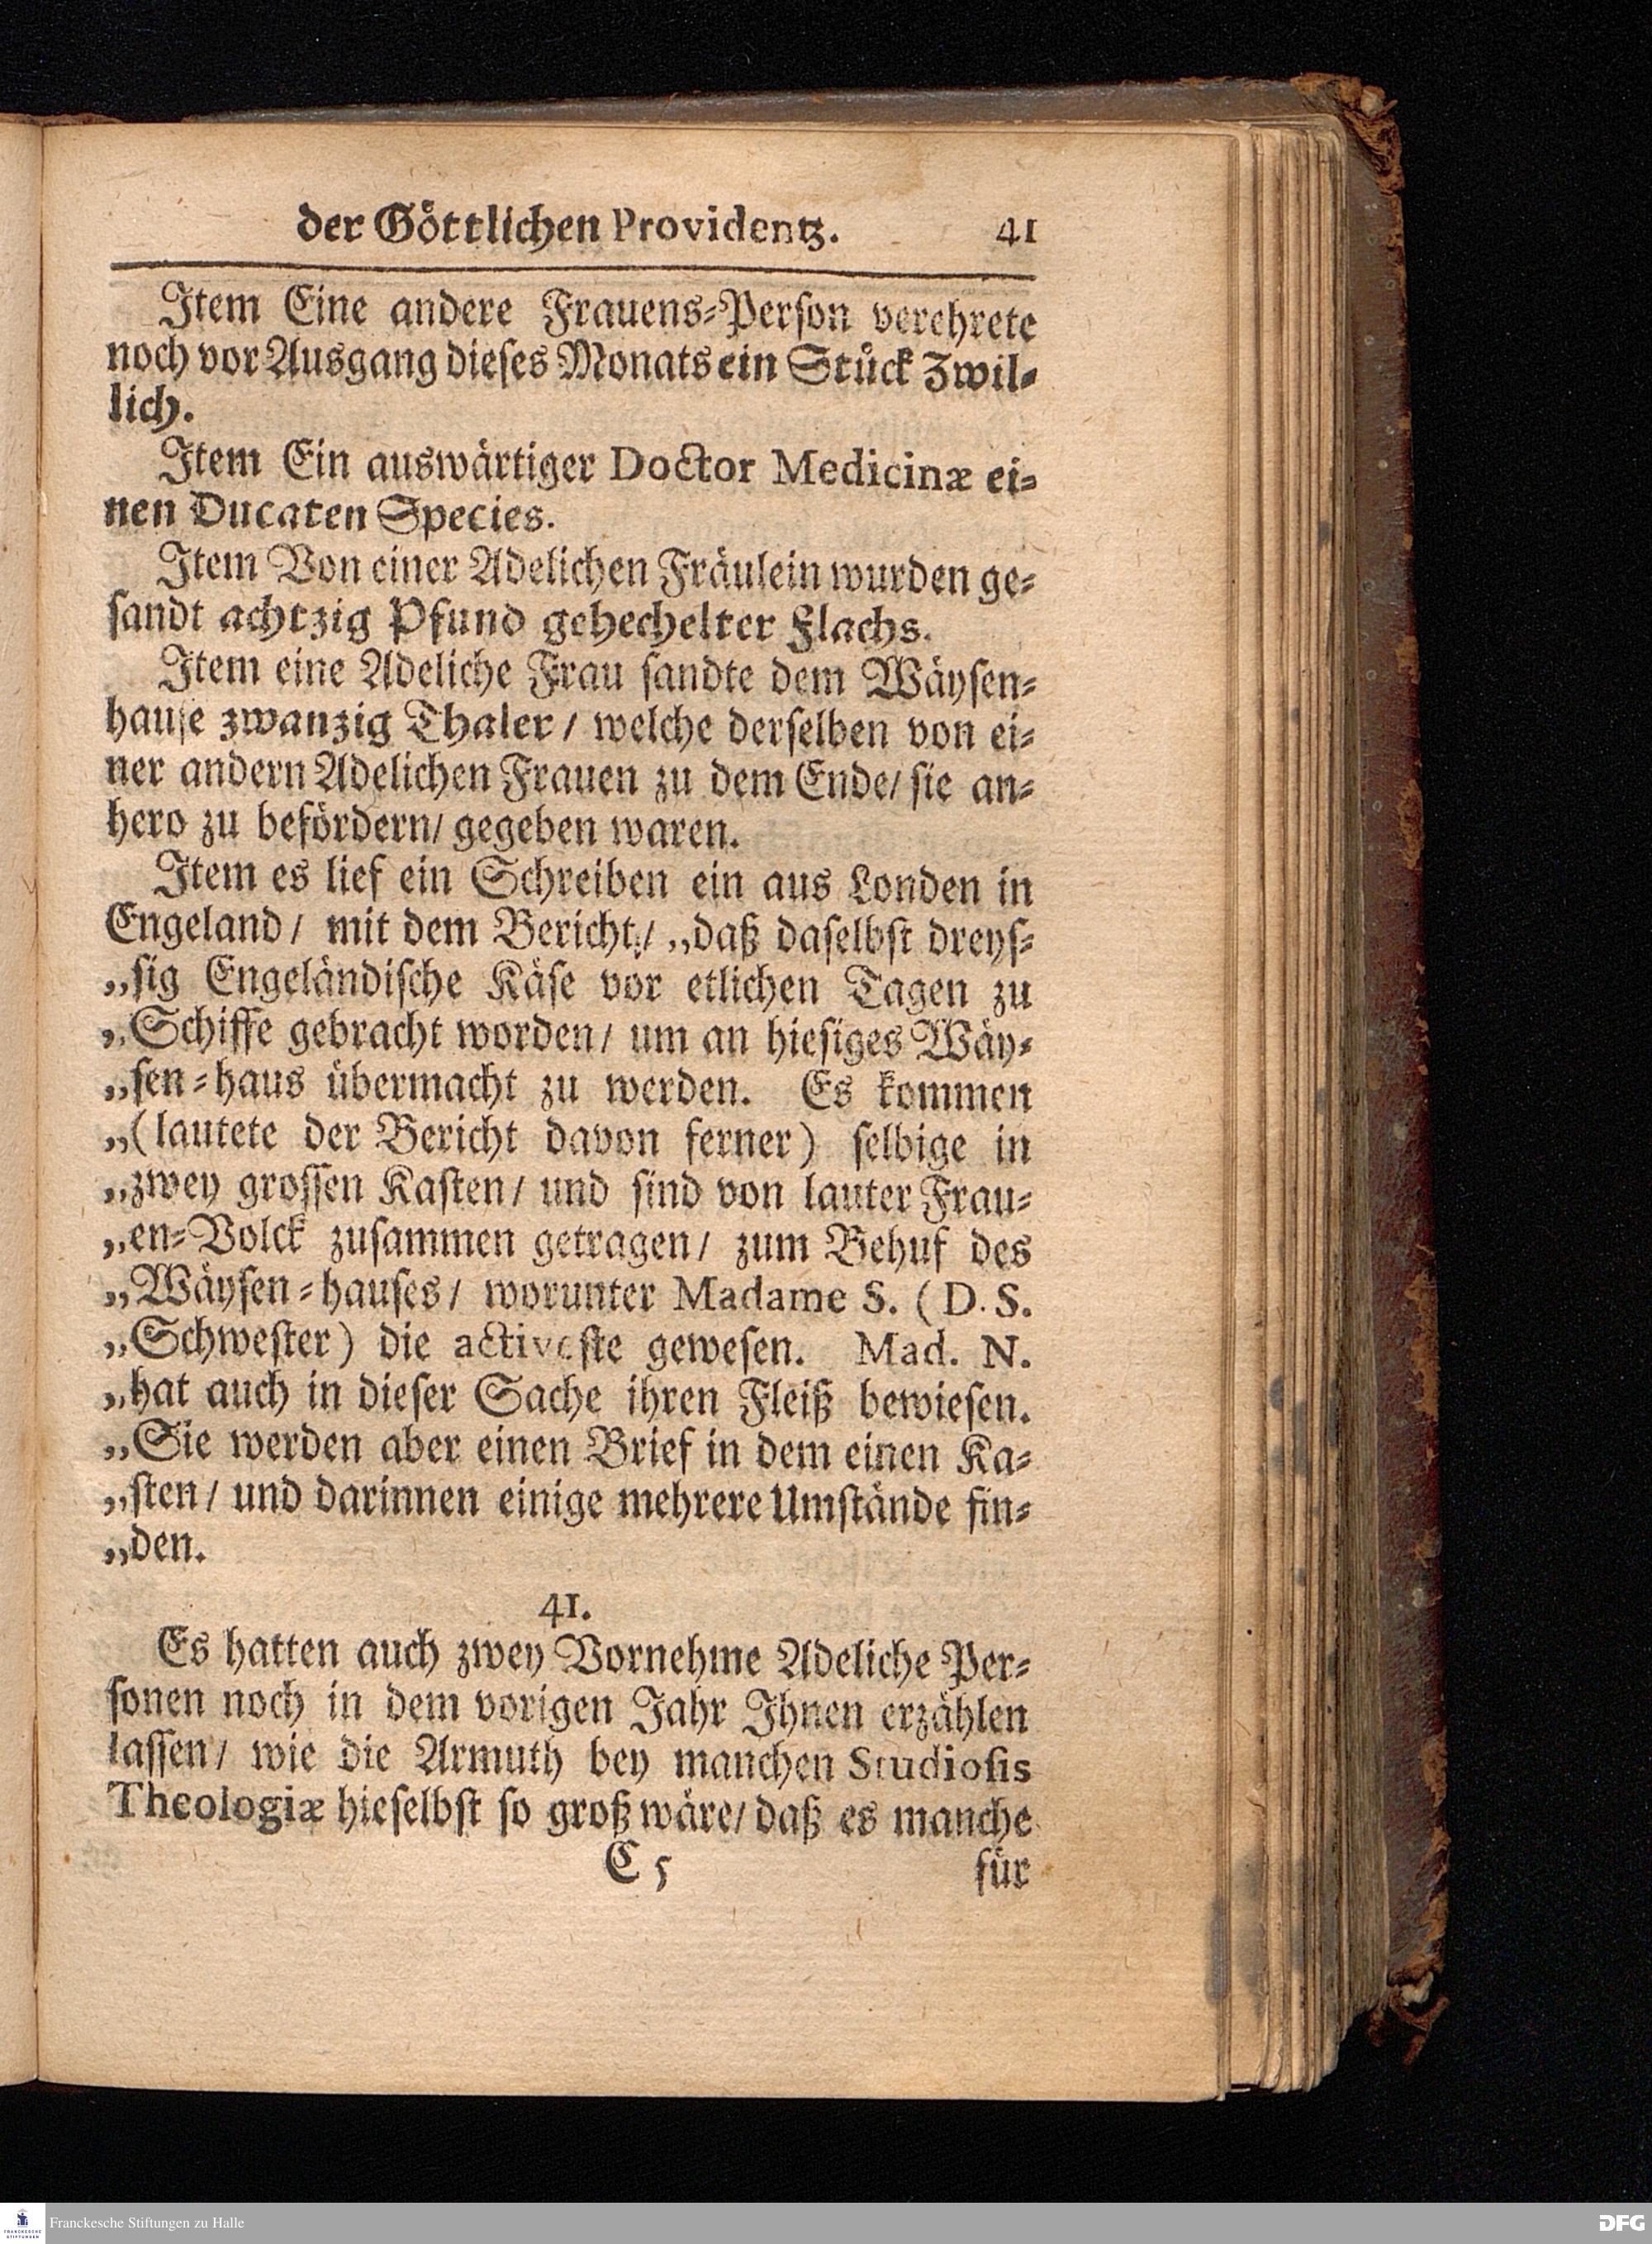 der Göttlichen Providentz. 41
Item Eine andere Frauens-Person verehrete
noch vor Ausgang dieses Monats ein Stück Zwil-
lich.
Item Ein auswärtiger Doctor Medicinæ ei-
nen Ducaten Species.
Item Von einer Adelichen Fräulein wurden ge-
sandt achtzig Pfund gehechelter Flachs.
Item eine Adeliche Frau sandte dem Wäysen-
hause zwanzig Thaler / welche derselben von ei-
ner andern Adelichen Frauen zu dem Ende/ sie an-
hero zu befördern/ gegeben waren.
Item es lief ein Schreiben ein aus Londen in
Engeland / mit dem Bericht / „daß daselbst dreys-
„sig Engeländische Käse vor etlichen Tagen zu
„Schiffe gebracht worden / um an hiesiges Wäy-
„sen-haus übermacht zu werden. Es kommen
„(lautete der Bericht davon ferner) selbige in
„zwey grossen Kasten / und sind von lauter Frau-
„en-Volck zusammen getragen / zum Behuf des
„Wäysen-hauses / worunter Madame S. (D. S.
„Schwester) die activeste gewesen. Mad. N.
„hat auch in dieser Sache ihren Fleiß bewiesen.
„Sie werden aber einen Brief in dem einen Ka-
„sten / und darinnen einige mehrere Umstände fin-
„den.
41.
Es hatten auch zwey Vornehme Adeliche Per-
sonen noch in dem vorigen Jahr Ihnen erzählen
lassen / wie die Armuth bey manchen Studiosis
Theologiæ hieselbst so groß wäre/ daß es manche
C 5 für
FRANCKESCHE
STIFTUNGEN
Franckesche Stiftungen zu Halle
DFG